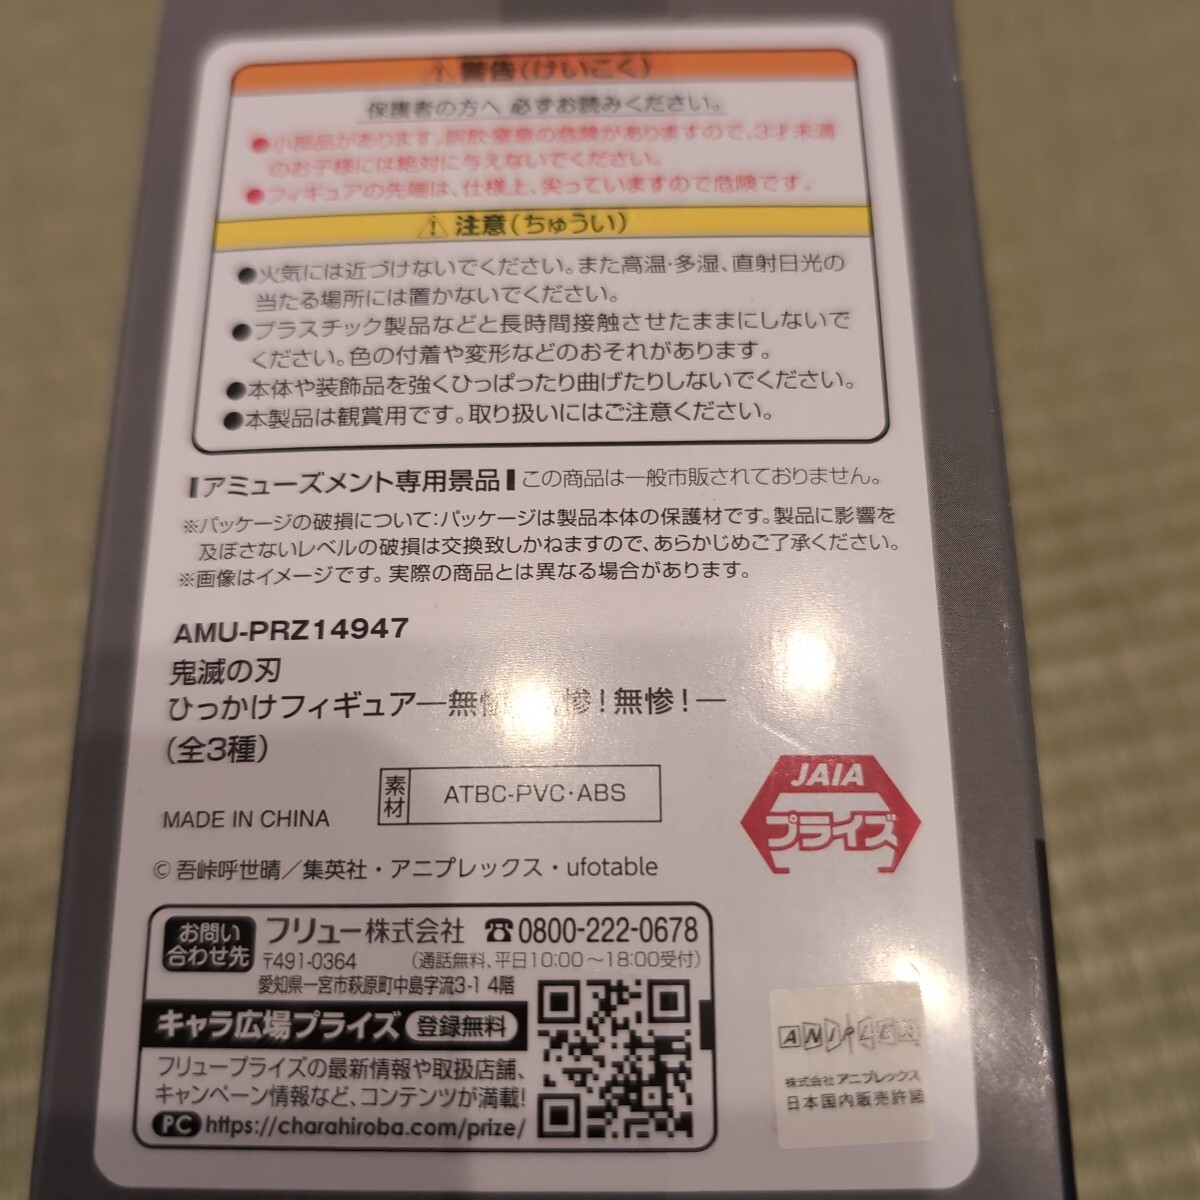 ⚠警告(けいこく)
保護者の方へ 必ずお読みください。
●小部品があります。誤飲・窒息の危険がありますので、3才未満
のお子様には絶対に与えないでください。
●フィギュアの先端は、仕様上、尖っていますので危険です。
⚠注意(ちゅうい)
●火気には近づけないでください。また高温・多湿、直射日光の
当たる場所には置かないでください。
●プラスチック製品などと長時間接触させたままにしないで
ください。色の付着や変形などのおそれがあります。
●本体や装飾品を強くひっぱったり曲げたりしないでください。
●本製品は観賞用です。取り扱いにはご注意ください。
アミューズメント専用景品 この商品は一般市販されておりません。
※パッケージの破損について:パッケージは製品本体の保護材です。製品に影響を
及ぼさないレベルの破損は交換致しかねますので、あらかじめご了承ください。
※画像はイメージです。実際の商品とは異なる場合があります。
AMU-PRZ14947
鬼滅の刃
ひっかけフィギュア―無惨!無惨!無惨!―
(全3種)
素材 ATBC-PVC・ABS
MADE IN CHINA
JAIA
プライズ
© 吾峠呼世晴／集英社・アニプレックス・ufotable
お問い合わせ先 フリュー株式会社 ☎0800-222-0678
〒491-0364 (通話無料、平日10:00～18:00受付)
愛知県一宮市萩原町中島字流3-1 4階
キャラ広場プライズ 登録無料
フリュープライズの最新情報や取扱店舗、
キャンペーン情報など、コンテンツが満載!
PC https://charahiroba.com/prize/
ANIPLEX
株式会社アニプレックス
日本国内販売許諾